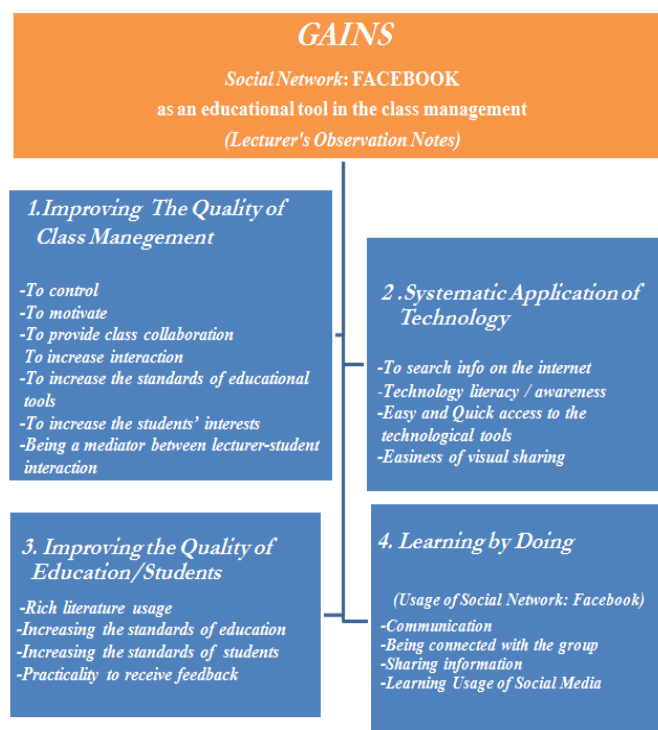 GAINS
Social Network: FACEBOOK
as an educational tool in the class management
(Lecturer's Observation Notes)
1.Improving The Quality of
Class Manegement
-To control
-To motivate
-To provide class collaboration
To increase interaction
-To increase the standards of educational
tools
-To increase the students' interests
-Being a mediator between lecturer-student
interaction
2 .Systematic Application of
Technology
-To search info on the internet
-Technology literacy / awareness
-Easy and Quick access to the
technological tools
-Easiness of visual sharing
3. Improving the Quality of
Education/Students
-Rich literature usage
-Increasing the standards of education
-Increasing the standards of students
-Practicality to receive feedback
4. Learning by Doing
(Usage of Social Network: Facebook)
-Communication
-Being connected with the group
-Sharing information
-Learning Usage of Social Media